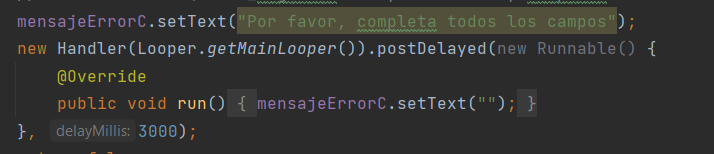 mensajeErrorC.setText("Por favor, completa todos los campos");
new Handler(Looper.getMainLooper()).postDelayed(new Runnable() {
@Override
public void run() { mensajeErrorC.setText(""); }
}, delayMillis: 3000);